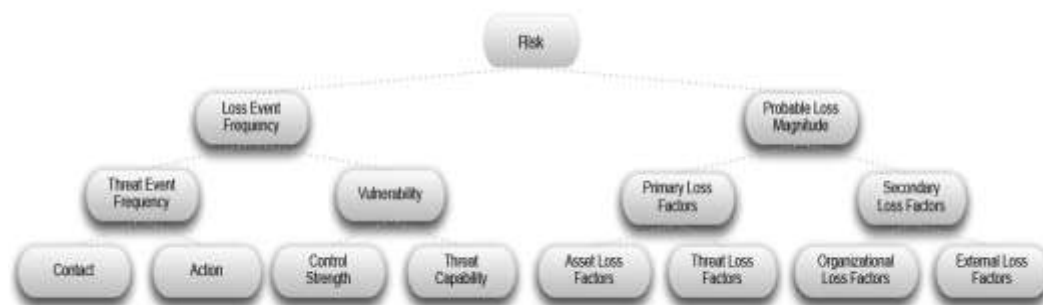 Risk
Loss Event
Frequency
Probable Loss
Magnitude
Threat Event
Frequency
Vulnerability
Primary Loss
Factors
Secondary
Loss Factors
Contact
Action
Control
Strength
Threat
Capability
Asset Loss
Factors
Threat Loss
Factors
Organizational
Loss Factors
External Loss
Factors